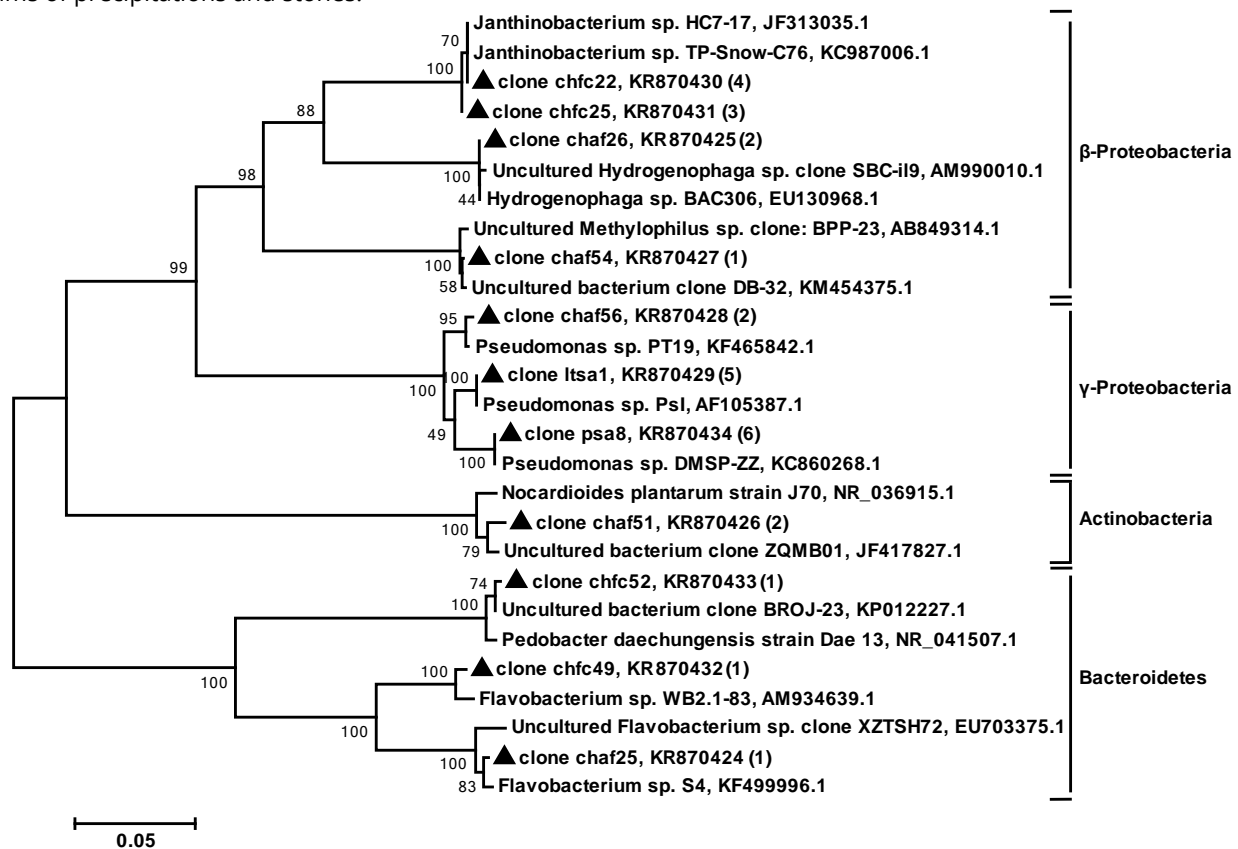 ms of precipitations and stones.
Janthinobacterium sp. HC7-17, JF313035.1
70
Janthinobacterium sp. TP-Snow-C76, KC987006.1
100
clone chfc22, KR870430 (4)
88
clone chfc25, KR870431 (3)
clone chaf26, KR870425 (2)
β-Proteobacteria
Uncultured Hydrogenophaga sp. clone SBC-il9, AM990010.1
100
98
44
Hydrogenophaga sp. BAC306, EU130968.1
Uncultured Methylophilus sp. clone: BPP-23, AB849314.1
clone chaf54, KR870427 (1)
100
99
58
Uncultured bacterium clone DB-32, KM454375.1
clone chaf56, KR870428 (2)
95
Pseudomonas sp. PT19, KF465842.1
clone ltsa1, KR870429 (5)
100
100
γ-Proteobacteria
Pseudomonas sp. PsI, AF105387.1
clone psa8, KR870434 (6)
49
100
Pseudomonas sp. DMSP-ZZ, KC860268.1
Nocardioides plantarum strain J70, NR_036915.1
clone chaf51, KR870426 (2)
Actinobacteria
100
79
Uncultured bacterium clone ZQMB01, JF417827.1
clone chfc52, KR870433 (1)
74
100
Uncultured bacterium clone BROJ-23, KP012227.1
Pedobacter daechungensis strain Dae 13, NR_041507.1
clone chfc49, KR870432 (1)
100
Bacteroidetes
100
Flavobacterium sp. WB2.1-83, AM934639.1
Uncultured Flavobacterium sp. clone XZTSH72, EU703375.1
100
clone chaf25, KR870424 (1)
100
83
Flavobacterium sp. S4, KF499996.1
0.05